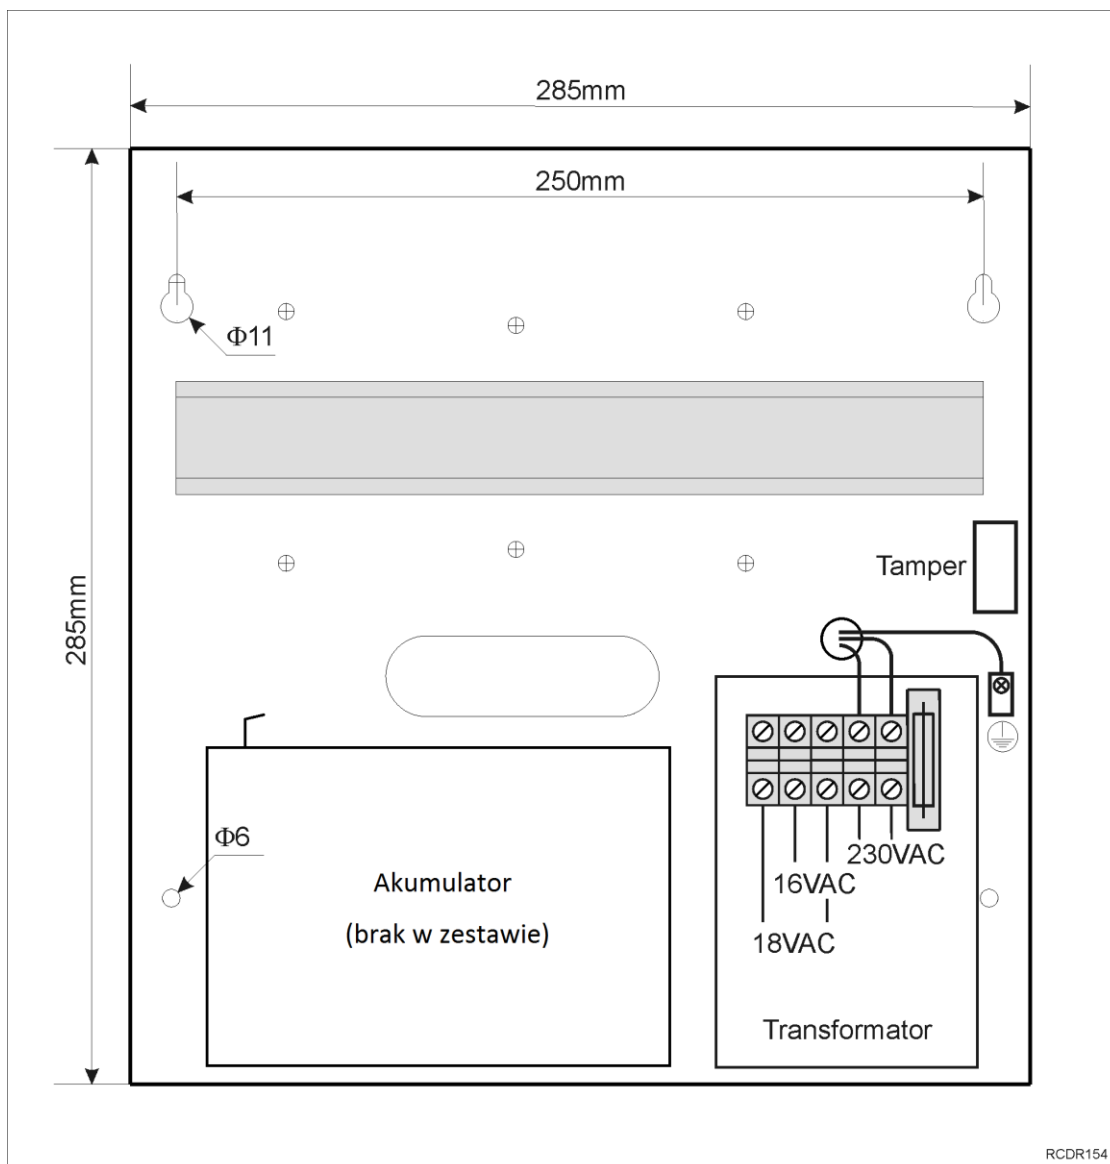 285mm
250mm
Φ11
285mm
Tamper
Φ6
230VAC
16VAC
18VAC
Akumulator
(brak w zestawie)
Transformator
RCDR154